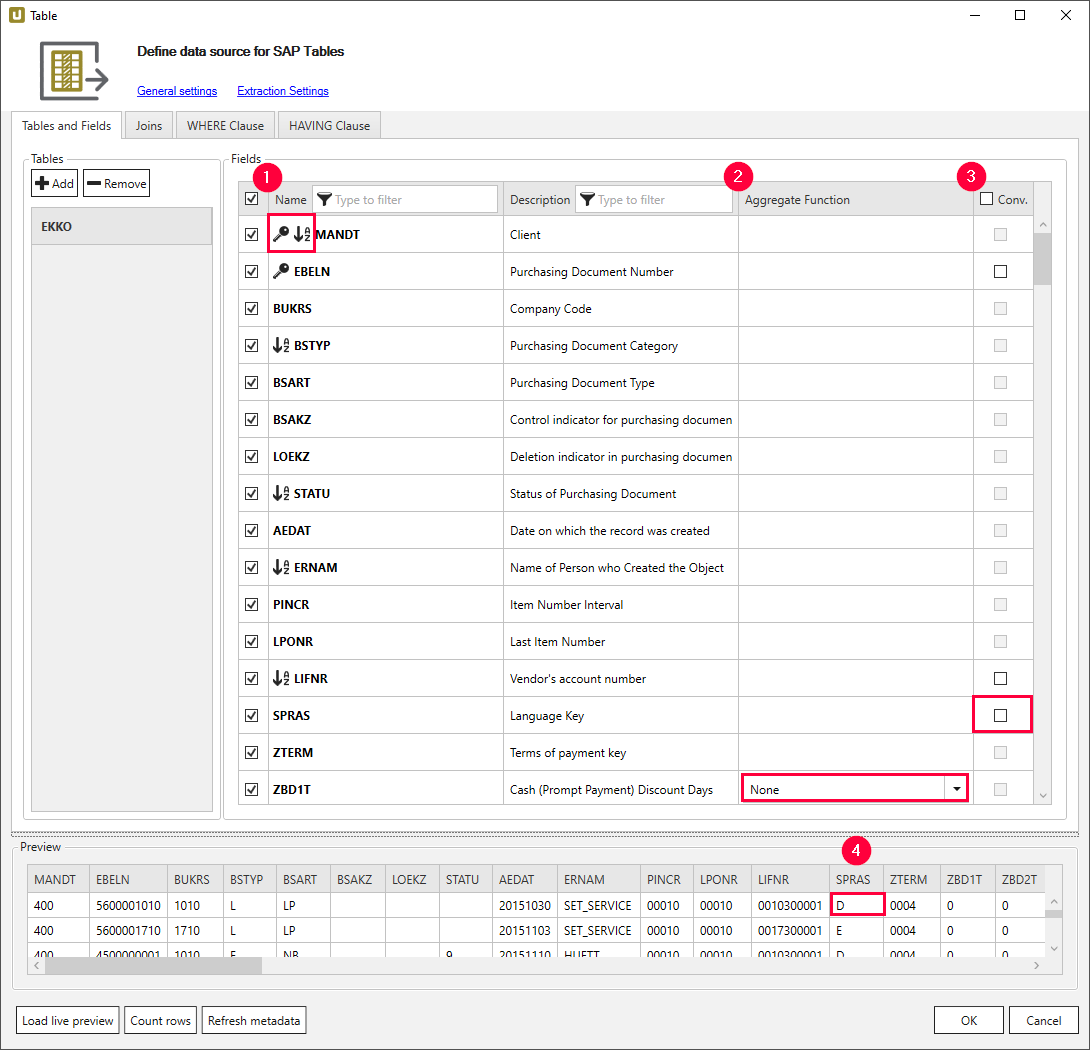 Table
Define data source for SAP Tables
General settings Extraction Settings
Tables and Fields Joins WHERE Clause HAVING Clause
Tables
Add Remove
EKKO
Fields
1 2 3
Name Type to filter Description Type to filter Aggregate Function Conv.
MANDT Client
EBELN Purchasing Document Number
BUKRS Company Code
BSTYP Purchasing Document Category
BSART Purchasing Document Type
BSAKZ Control indicator for purchasing documen
LOEKZ Deletion indicator in purchasing documen
STATU Status of Purchasing Document
AEDAT Date on which the record was created
ERNAM Name of Person who Created the Object
PINCR Item Number Interval
LPONR Last Item Number
LIFNR Vendor's account number
SPRAS Language Key
ZTERM Terms of payment key
ZBD1T Cash (Prompt Payment) Discount Days None
Preview
4
MANDT EBELN BUKRS BSTYP BSART BSAKZ LOEKZ STATU AEDAT ERNAM PINCR LPONR LIFNR SPRAS ZTERM ZBD1T ZBD2T
400 5600001010 1010 L LP 20151030 SET_SERVICE 00010 00010 0010300001 D 0004 0 0
400 5600001710 1710 L LP 20151103 SET_SERVICE 00010 00010 0017300001 E 0004 0 0
400 4500000001 1010 F NB 9 20151110 HUETT 00010 00010 0010300001 D 0004 0 0
Load live preview Count rows Refresh metadata OK Cancel